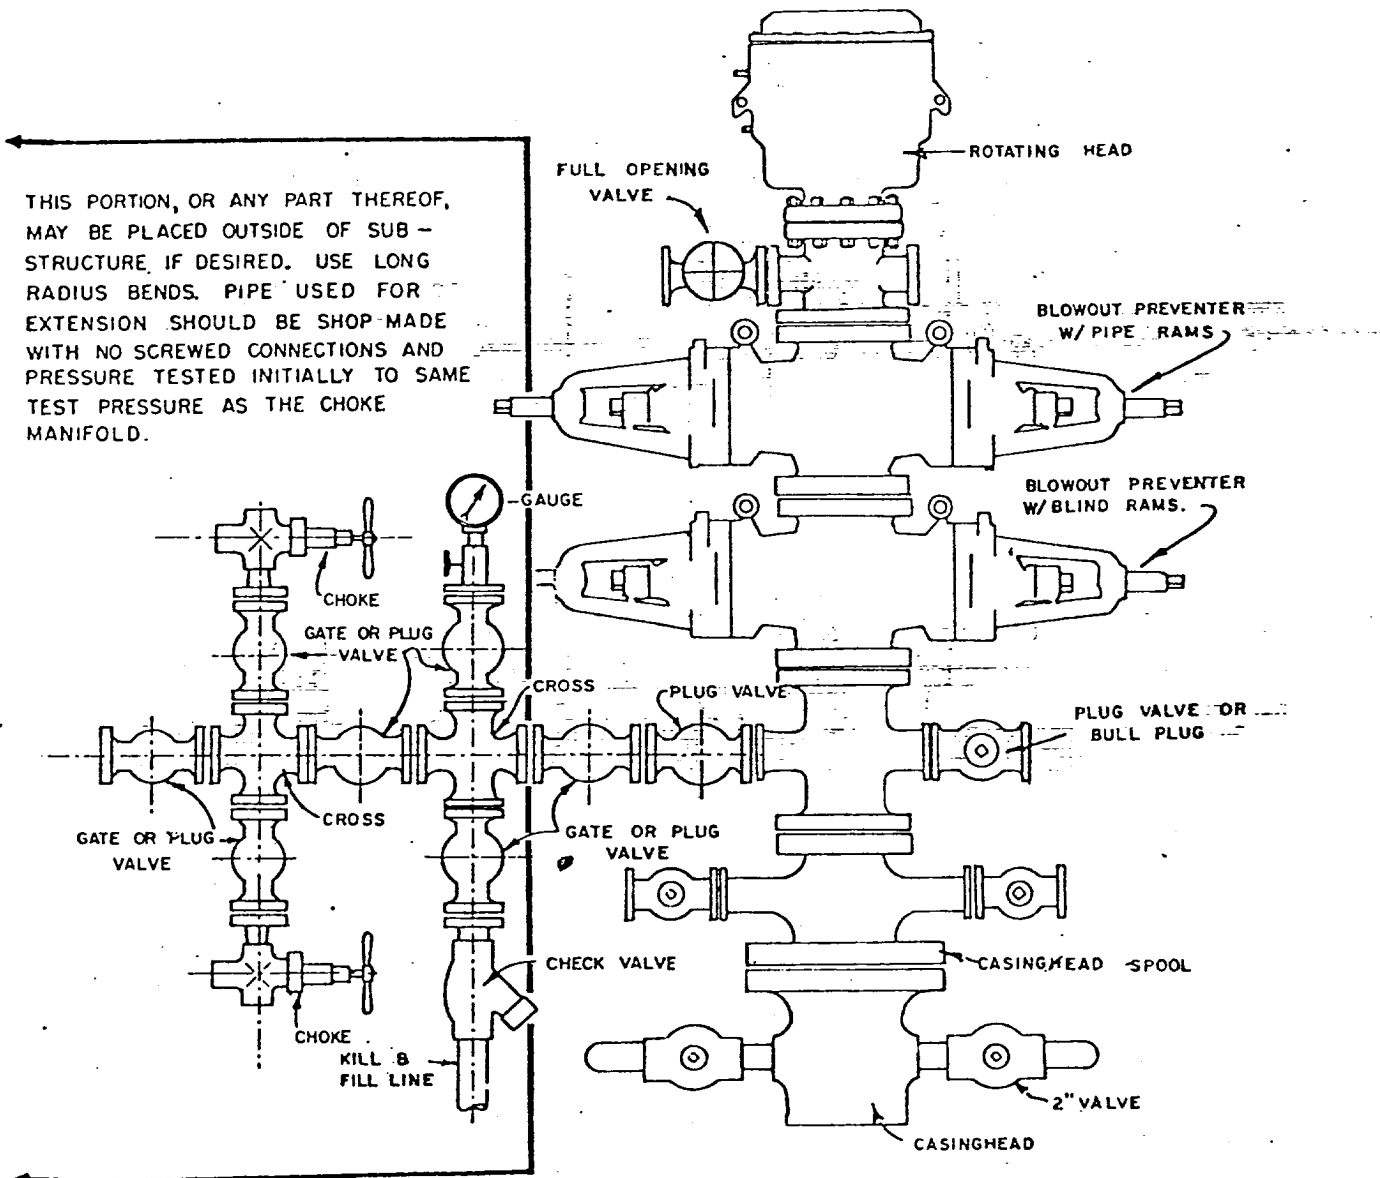 ROTATING HEAD
FULL OPENING
VALVE
THIS PORTION, OR ANY PART THEREOF,
MAY BE PLACED OUTSIDE OF SUB-
STRUCTURE IF DESIRED. USE LONG
RADIUS BENDS. PIPE USED FOR
EXTENSION SHOULD BE SHOP-MADE
WITH NO SCREWED CONNECTIONS AND
PRESSURE TESTED INITIALLY TO SAME
TEST PRESSURE AS THE CHOKE
MANIFOLD.
BLOWOUT PREVENTER
W/ PIPE RAMS
BLOWOUT PREVENTER
W/ BLIND RAMS.
GAUGE
CHOKE
GATE OR PLUG
VALVE
CROSS
PLUG VALVE
PLUG VALVE OR
BULL PLUG
CROSS
GATE OR PLUG
VALVE
GATE OR PLUG
VALVE
CHECK VALVE
CASINGHEAD SPOOL
CHOKE
KILL &
FILL LINE
2" VALVE
CASINGHEAD